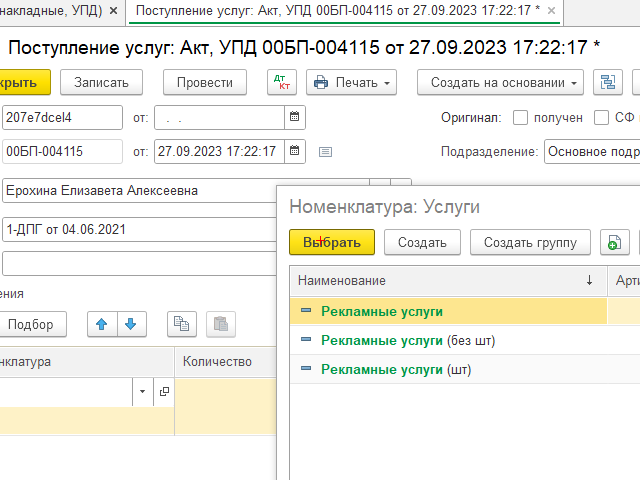 накладные, УПД) × Поступление услуг: Акт, УПД 00БП-004115 от 27.09.2023 17:22:17 * ×
Поступление услуг: Акт, УПД 00БП-004115 от 27.09.2023 17:22:17 *
крыть Записать Провести Дт Кт Печать Создать на основании
207e7dcel4 от: . . Оригинал: получен СФ
00БП-004115 от: 27.09.2023 17:22:17 Подразделение: Основное подр
Ерохина Елизавета Алексеевна
Номенклатура: Услуги
1-ДПГ от 04.06.2021
Выбрать Создать Создать группу
ения
Наименование ↓ Арти
Подбор
Рекламные услуги
Рекламные услуги (без шт)
нклатура Количество
Рекламные услуги (шт)